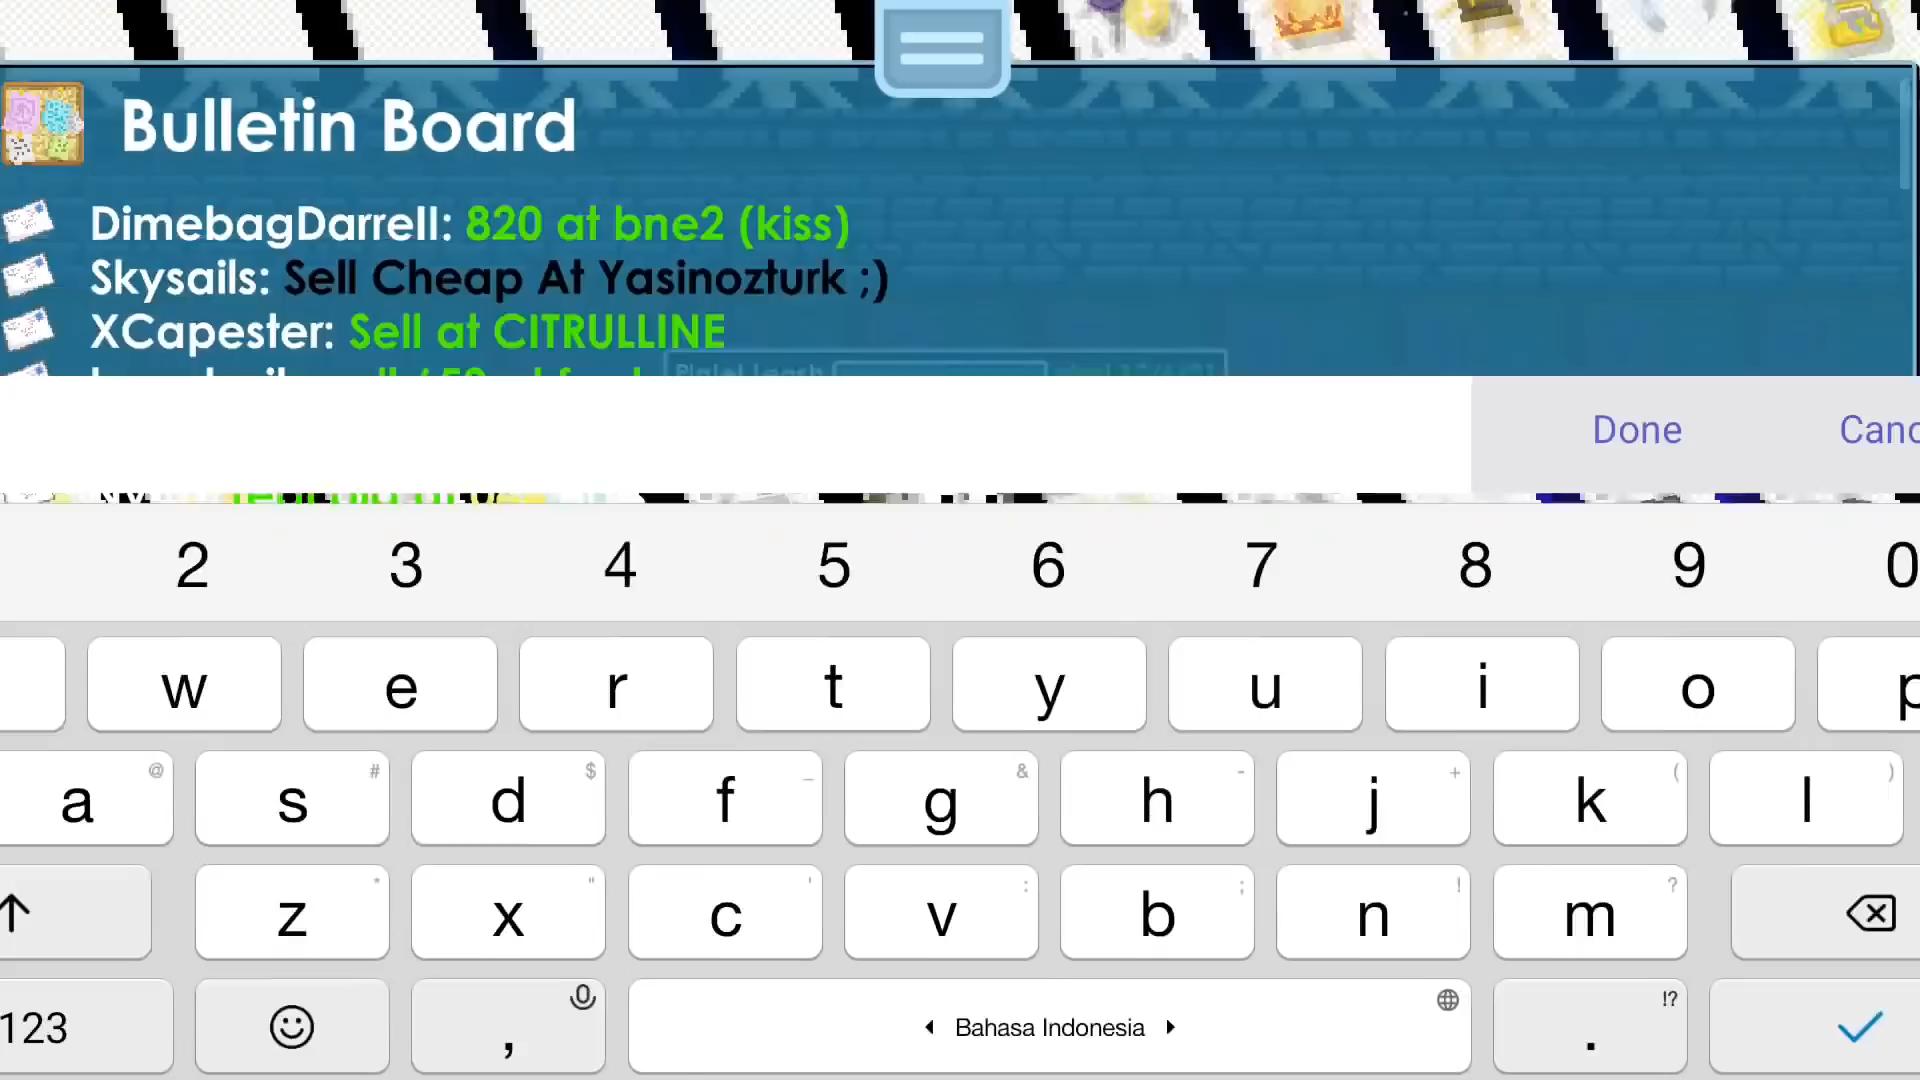 Bulletin Board
DimebagDarrell: 820 at bne2 (kiss)
Skysails: Sell Cheap At Yasinozturk ;)
XCapester: Sell at CITRULLINE
Done Canc
2 3 4 5 6 7 8 9 0
w e r t y u i o p
@ # $ _ & - + ( )
a s d f g h j k l
* " ' : ; ! ?
z x c v b n m
123 , Bahasa Indonesia . !?